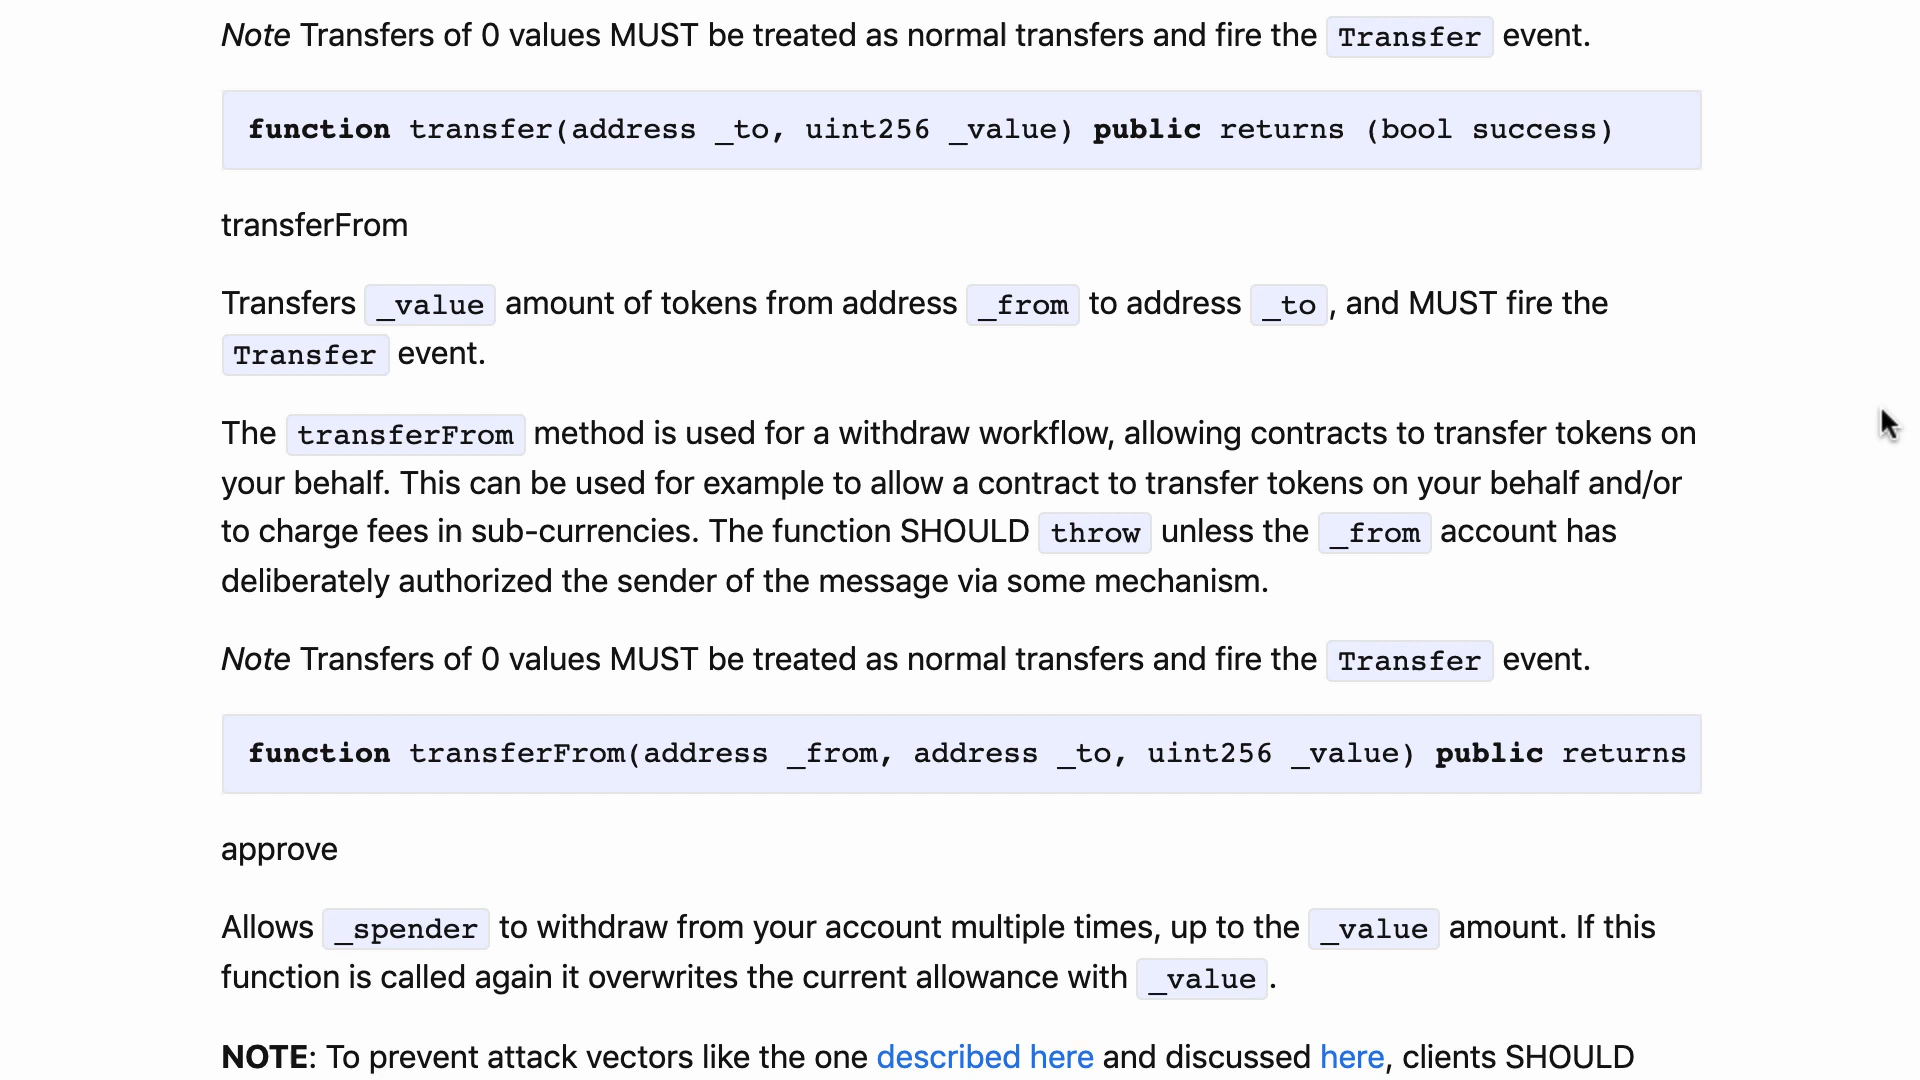 Note Transfers of 0 values MUST be treated as normal transfers and fire the Transfer event.
function transfer(address _to, uint256 _value) public returns (bool success)
transferFrom
Transfers _value amount of tokens from address _from to address _to, and MUST fire the
Transfer event.
The transferFrom method is used for a withdraw workflow, allowing contracts to transfer tokens on
your behalf. This can be used for example to allow a contract to transfer tokens on your behalf and/or
to charge fees in sub-currencies. The function SHOULD throw unless the _from account has
deliberately authorized the sender of the message via some mechanism.
Note Transfers of 0 values MUST be treated as normal transfers and fire the Transfer event.
function transferFrom(address _from, address _to, uint256 _value) public returns
approve
Allows _spender to withdraw from your account multiple times, up to the _value amount. If this
function is called again it overwrites the current allowance with _value.
NOTE: To prevent attack vectors like the one described here and discussed here, clients SHOULD